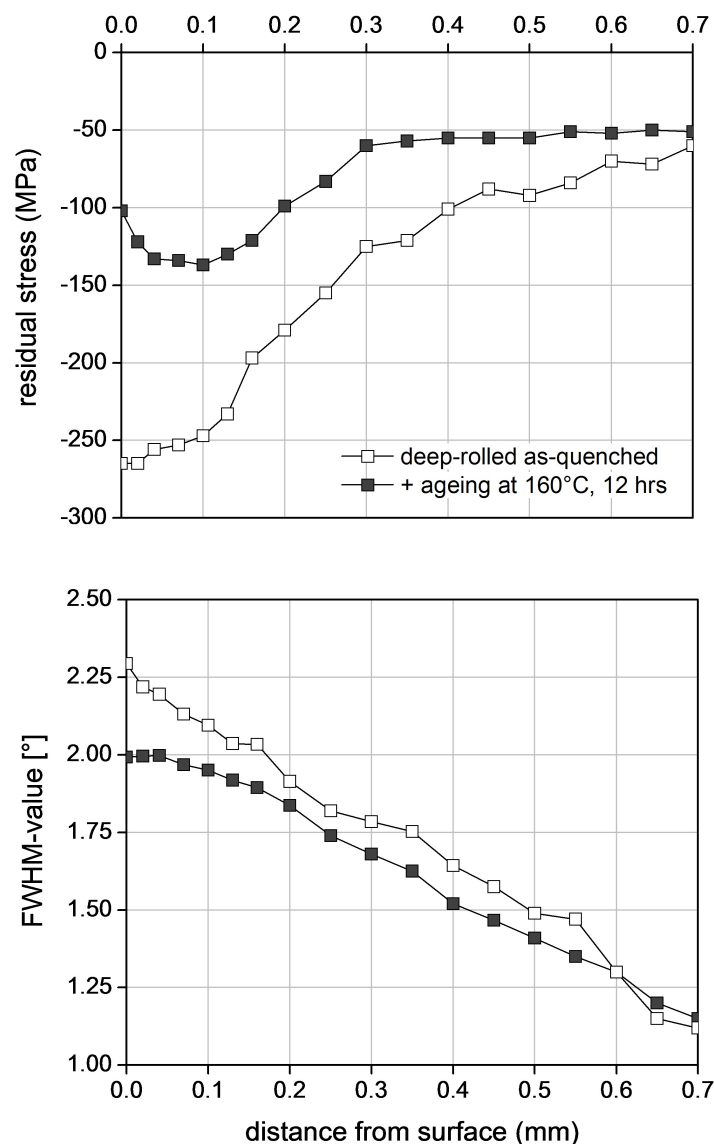 0.0 0.1 0.2 0.3 0.4 0.5 0.6 0.7
0
-50
-100
-150
-200
-250
-300
residual stress (MPa)
deep-rolled as-quenched
+ ageing at 160°C, 12 hrs
2.50
2.25
2.00
1.75
1.50
1.25
1.00
FWHM-value [°]
0.0 0.1 0.2 0.3 0.4 0.5 0.6 0.7
distance from surface (mm)